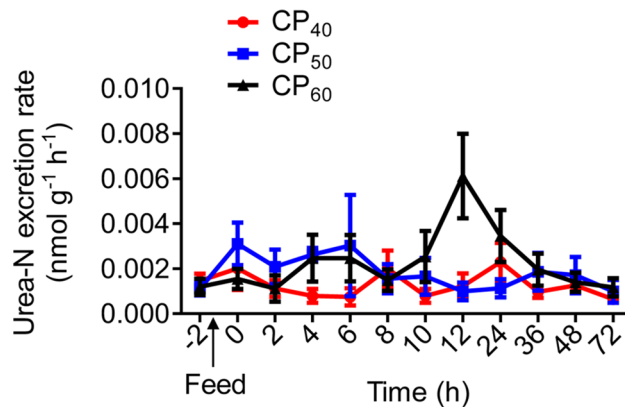 CP40
CP50
CP60
Urea-N excretion rate
(nmol g-1 h-1)
0.010
0.008
0.006
0.004
0.002
0.000
-2 0 2 4 6 8 10 12 24 36 48 72
Feed
Time (h)